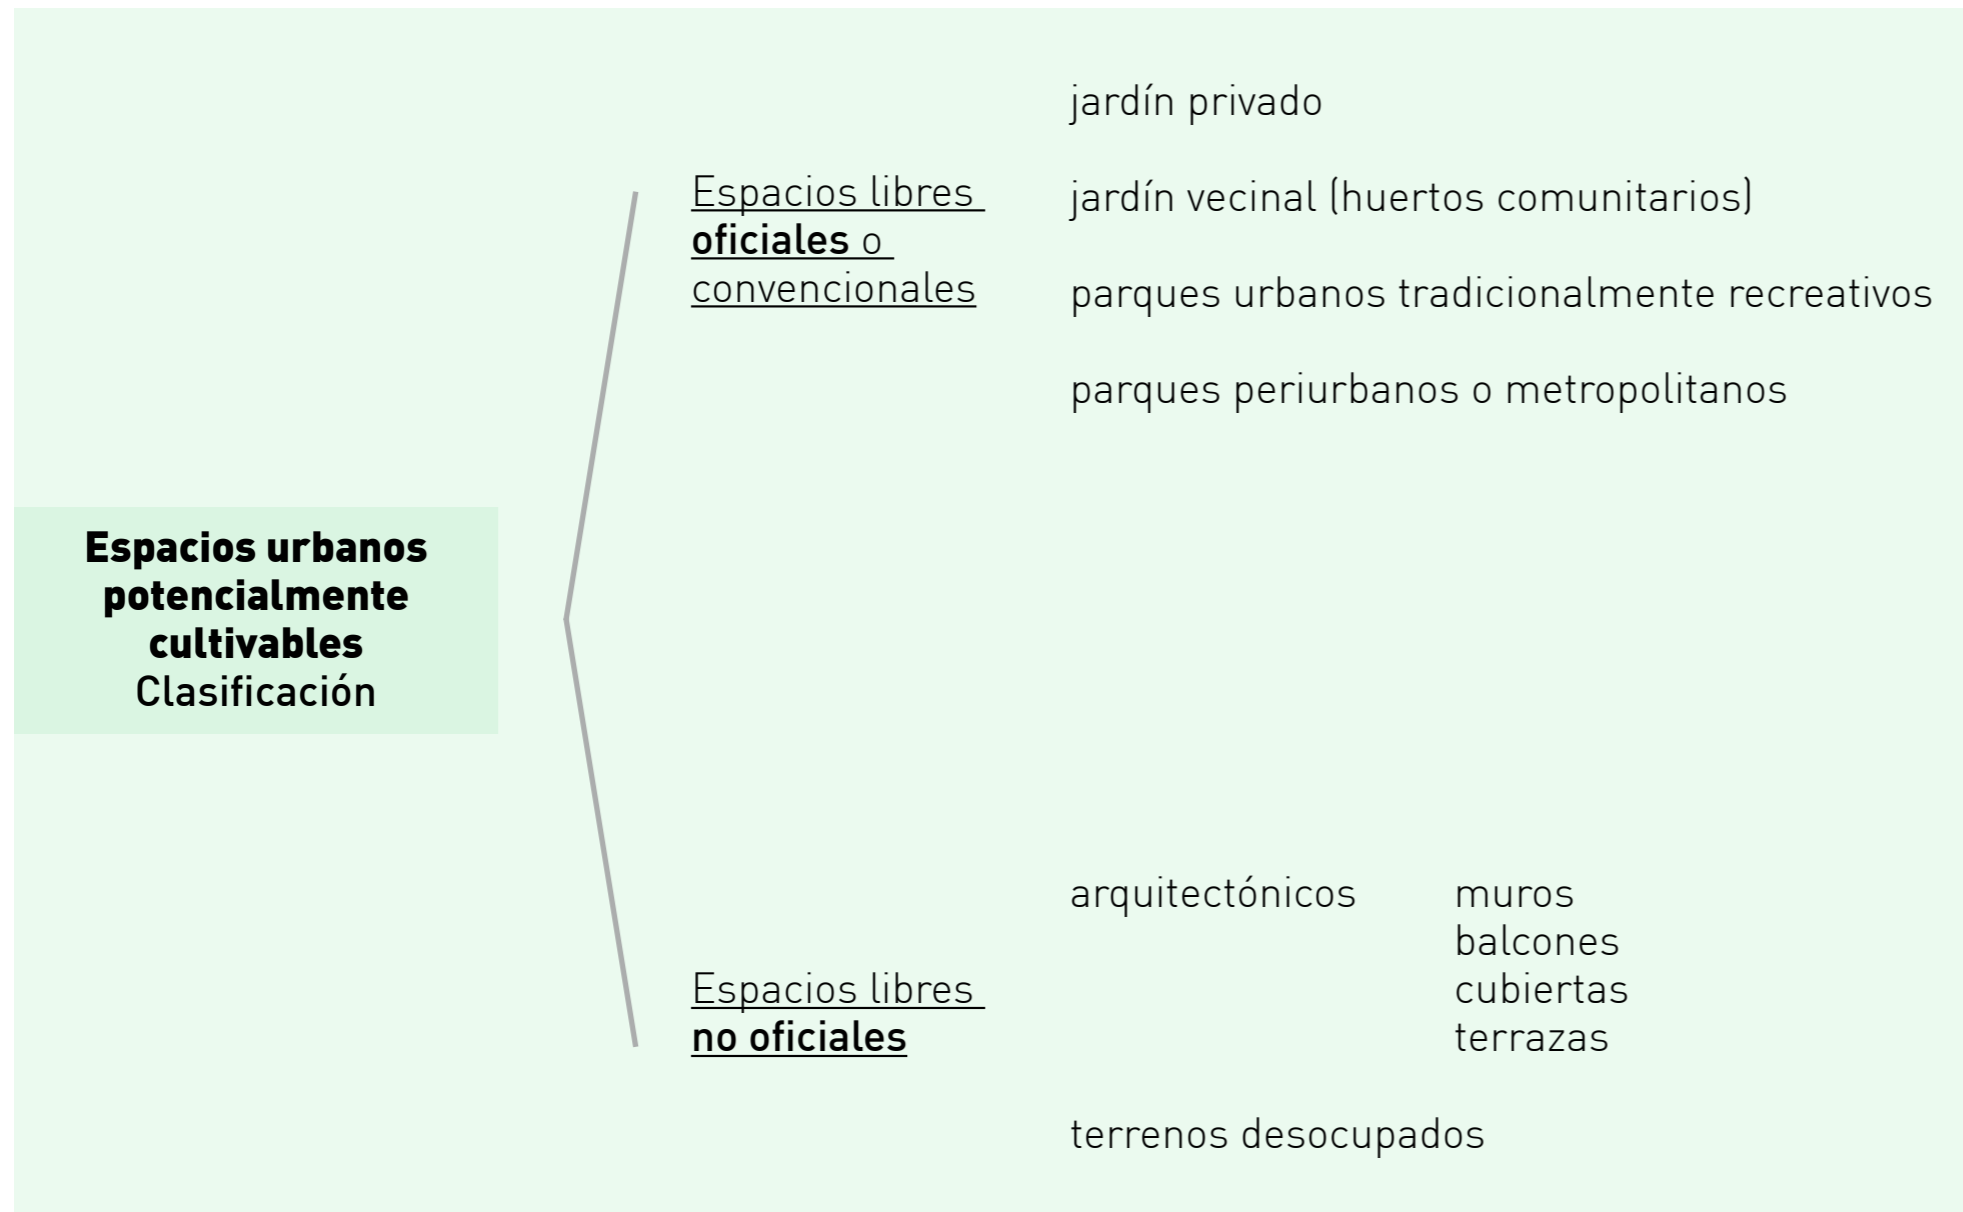 Espacios urbanos
potencialmente
cultivables
Clasificación
Espacios libres
oficiales o
convencionales
jardín privado
jardín vecinal (huertos comunitarios)
parques urbanos tradicionalmente recreativos
parques periurbanos o metropolitanos
Espacios libres
no oficiales
arquitectónicos
muros
balcones
cubiertas
terrazas
terrenos desocupados